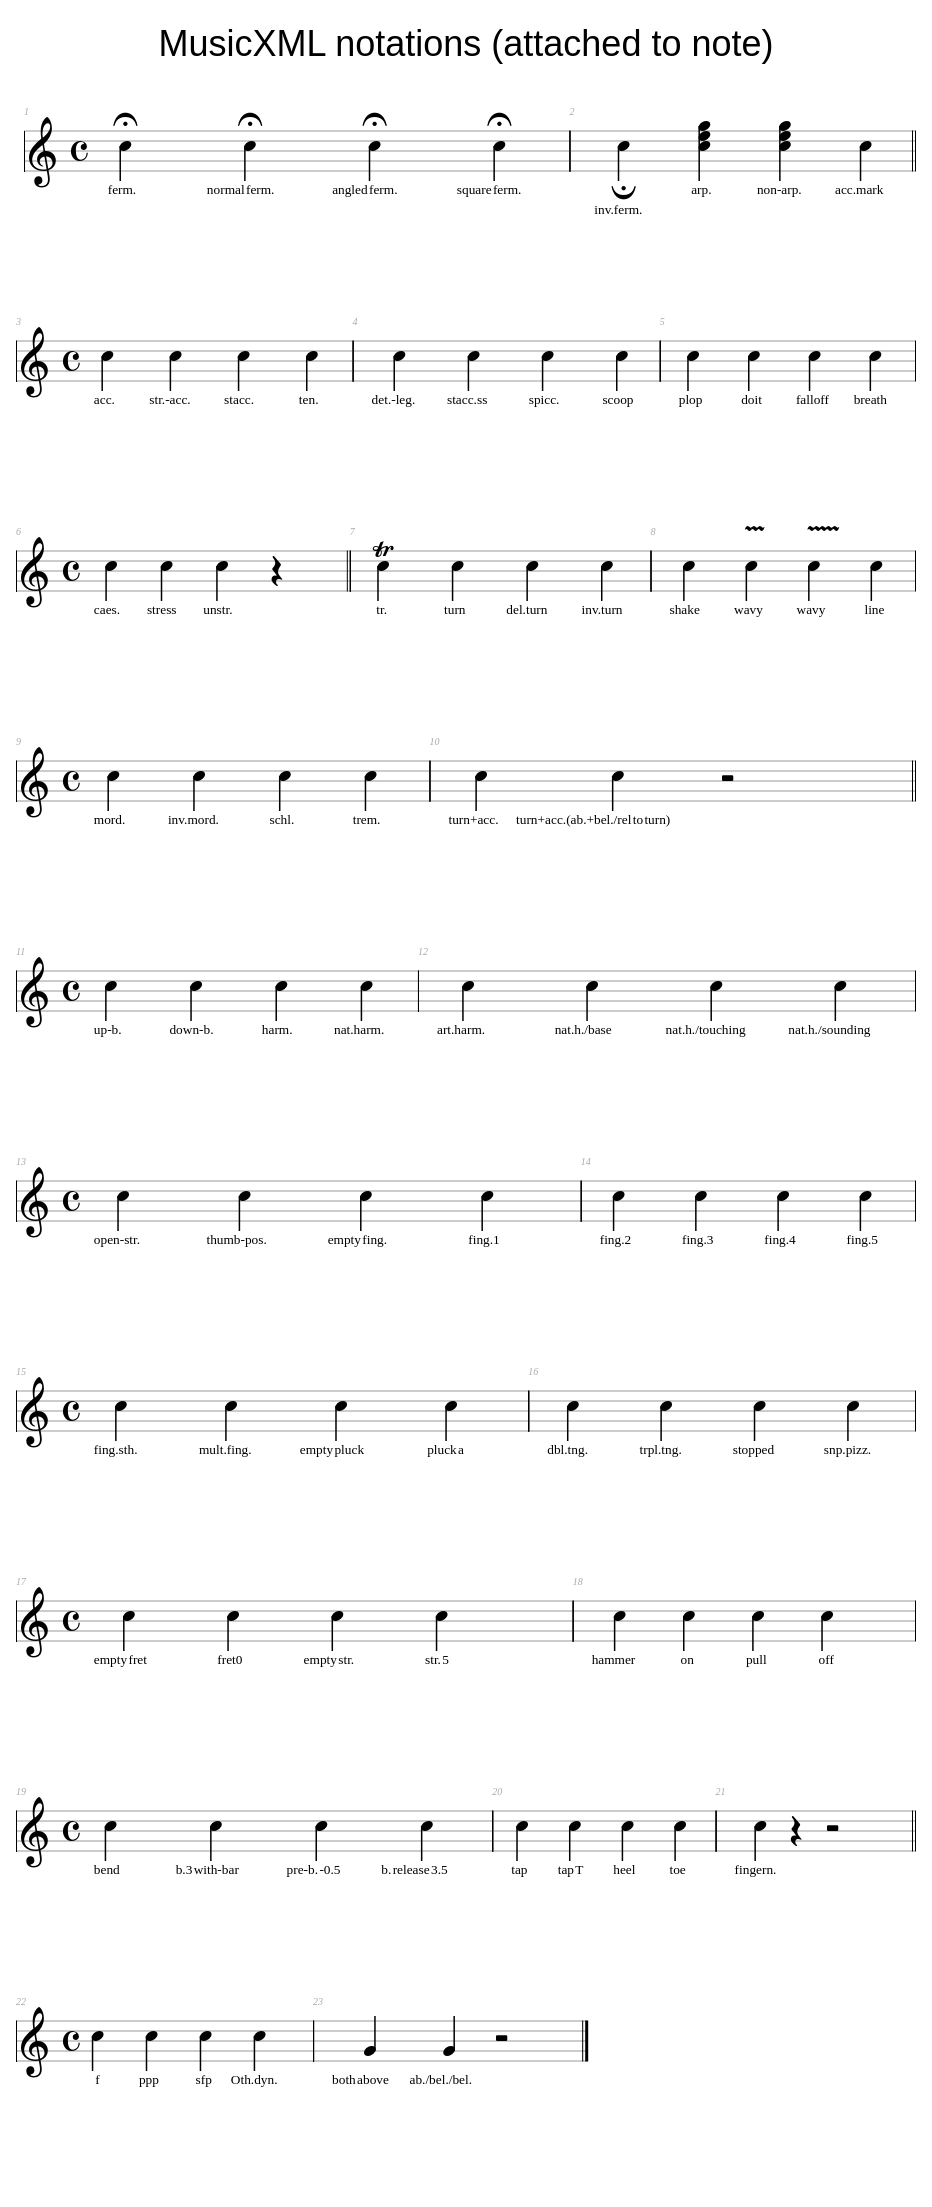 MusicXML notations (attached to note)
1 2
ferm. normal ferm. angled ferm. square ferm. arp. non-arp. acc.mark
inv.ferm.
3 4 5
acc. str.-acc. stacc. ten. det.-leg. stacc.ss spicc. scoop plop doit falloff breath
6 7 8
tr
caes. stress unstr. tr. turn del.turn inv.turn shake wavy wavy line
9 10
mord. inv.mord. schl. trem. turn+acc. turn+acc.(ab.+bel./rel to turn)
11 12
up-b. down-b. harm. nat.harm. art.harm. nat.h./base nat.h./touching nat.h./sounding
13 14
open-str. thumb-pos. empty fing. fing.1 fing.2 fing.3 fing.4 fing.5
15 16
fing.sth. mult.fing. empty pluck pluck a dbl.tng. trpl.tng. stopped snp.pizz.
17 18
empty fret fret0 empty str. str. 5 hammer on pull off
19 20 21
bend b.3 with-bar pre-b. -0.5 b. release 3.5 tap tap T heel toe fingern.
22 23
f ppp sfp Oth.dyn. both above ab./bel./bel.